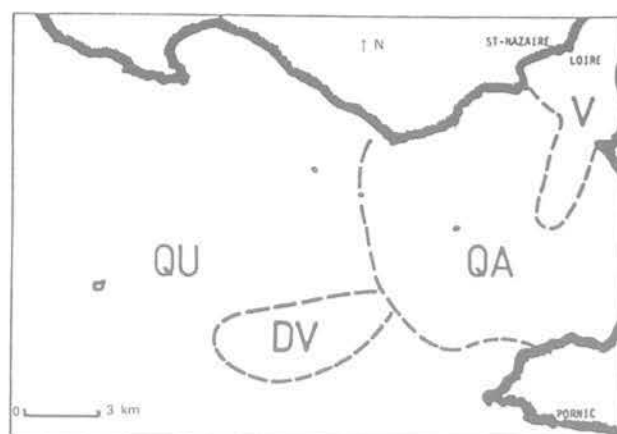 ↑ N
ST-NAZAIRE
LOIRE
V
QU
QA
DV
0 3 km
PORNIC